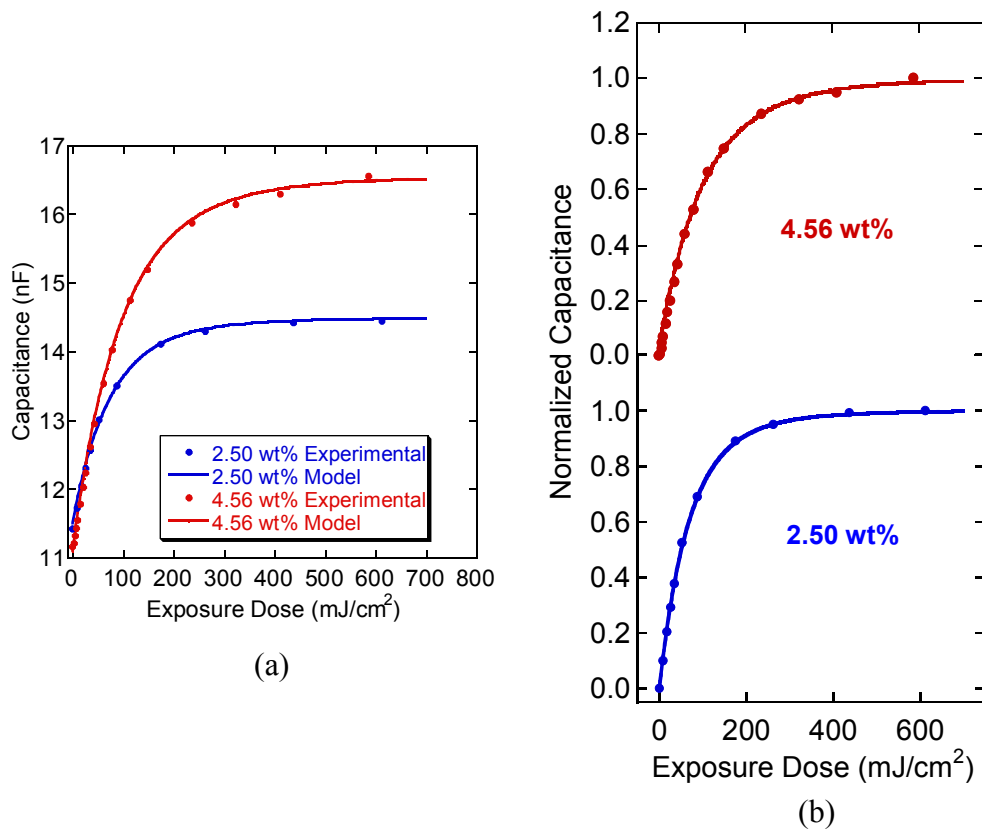 17
16
15
14
13
12
11
Capacitance (nF)
2.50 wt% Experimental
2.50 wt% Model
4.56 wt% Experimental
4.56 wt% Model
0 100 200 300 400 500 600 700 800
Exposure Dose (mJ/cm²)
(a)
1.2
1.0
0.8
0.6
0.4
0.2
0.0
1.0
0.8
0.6
0.4
0.2
0.0
Normalized Capacitance
4.56 wt%
2.50 wt%
0 200 400 600
Exposure Dose (mJ/cm²)
(b)